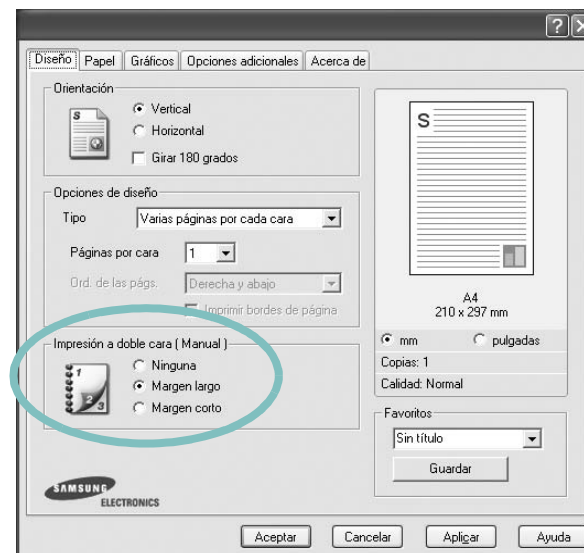 Diseño Papel Gráficos Opciones adicionales Acerca de
Orientación
Vertical
Horizontal
Girar 180 grados
Opciones de diseño
Tipo Varias páginas por cada cara
Páginas por cara 1
Ord. de las págs. Derecha y abajo
Imprimir bordes de página
Impresión a doble cara ( Manual )
Ninguna
Margen largo
Margen corto
1
2 3
SAMSUNG
ELECTRONICS
S
S
A4
210 x 297 mm
mm pulgadas
Copias: 1
Calidad: Normal
Favoritos
Sin título
Guardar
Aceptar Cancelar Aplicar Ayuda